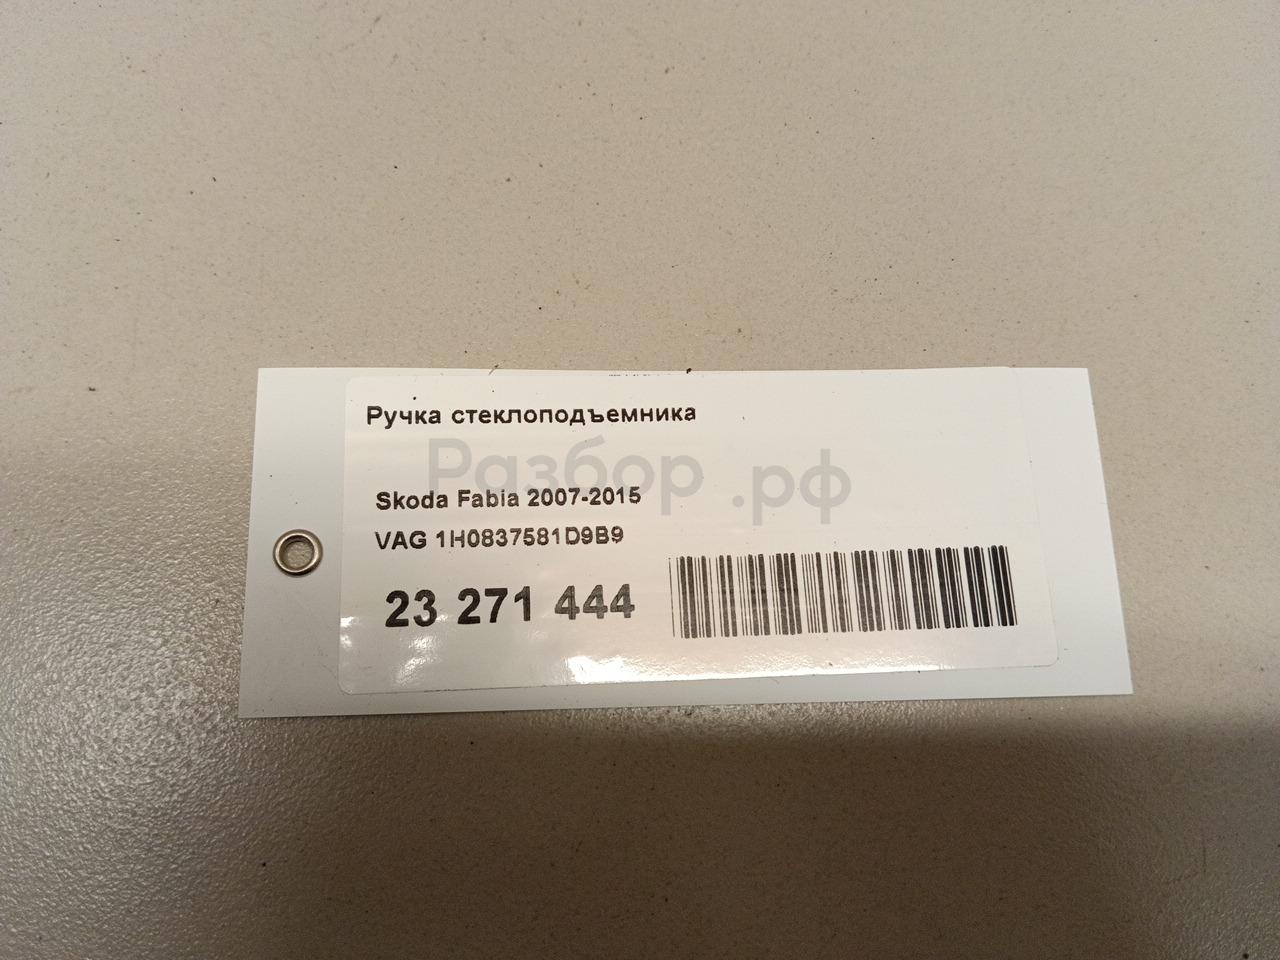 Ручка стеклоподъемника
Разбор.рф
Skoda Fabia 2007-2015
VAG 1H0837581D9B9
23 271 444